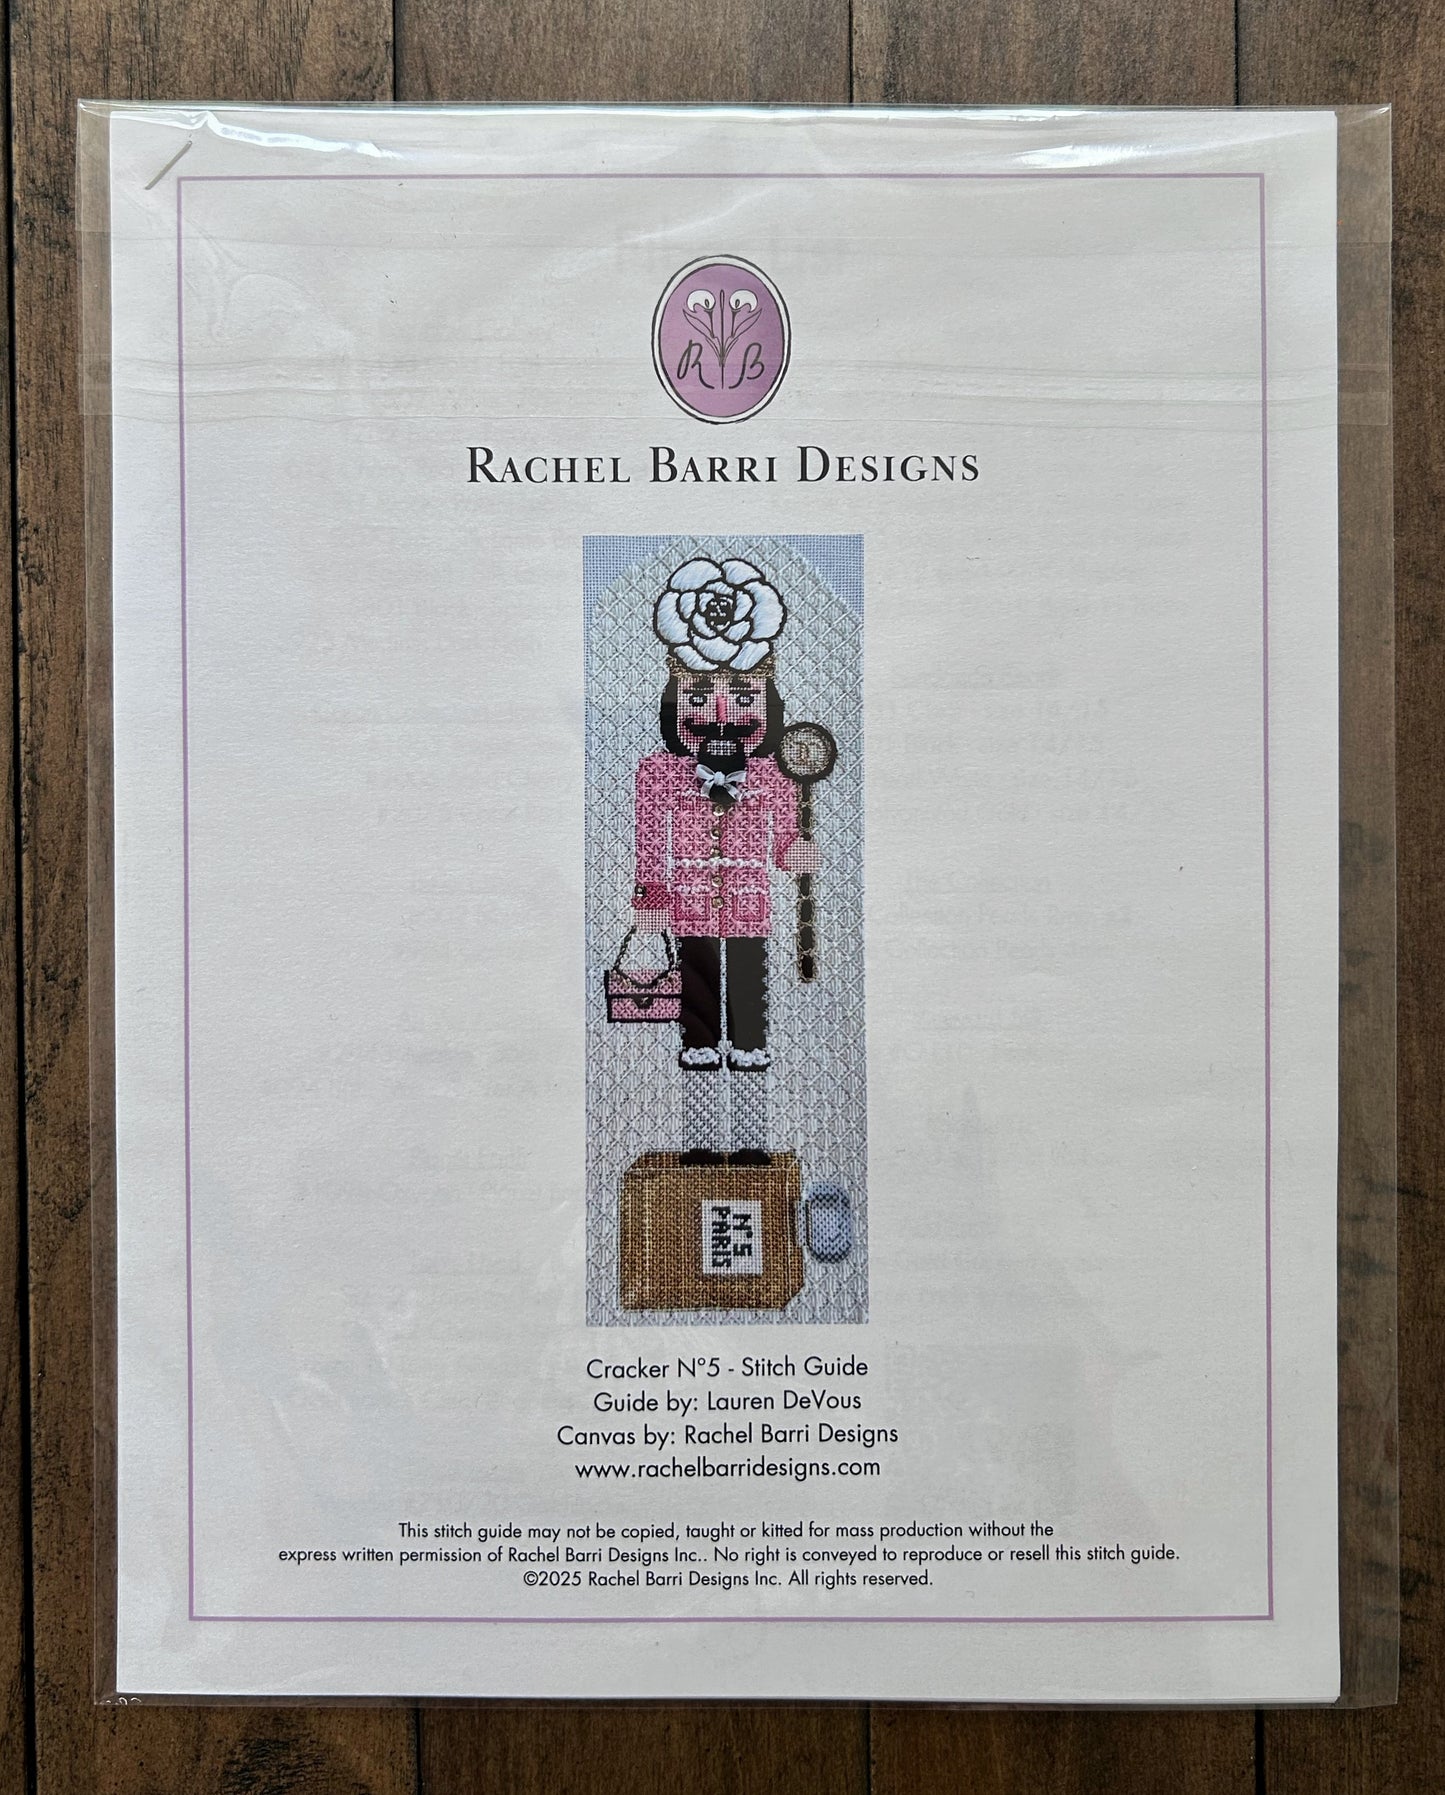 R B
RACHEL BARRI DESIGNS
N°5
PARIS
Cracker N°5 - Stitch Guide
Guide by: Lauren DeVous
Canvas by: Rachel Barri Designs
www.rachelbarridesigns.com
This stitch guide may not be copied, taught or kitted for mass production without the
express written permission of Rachel Barri Designs Inc.. No right is conveyed to reproduce or resell this stitch guide.
©2025 Rachel Barri Designs Inc. All rights reserved.